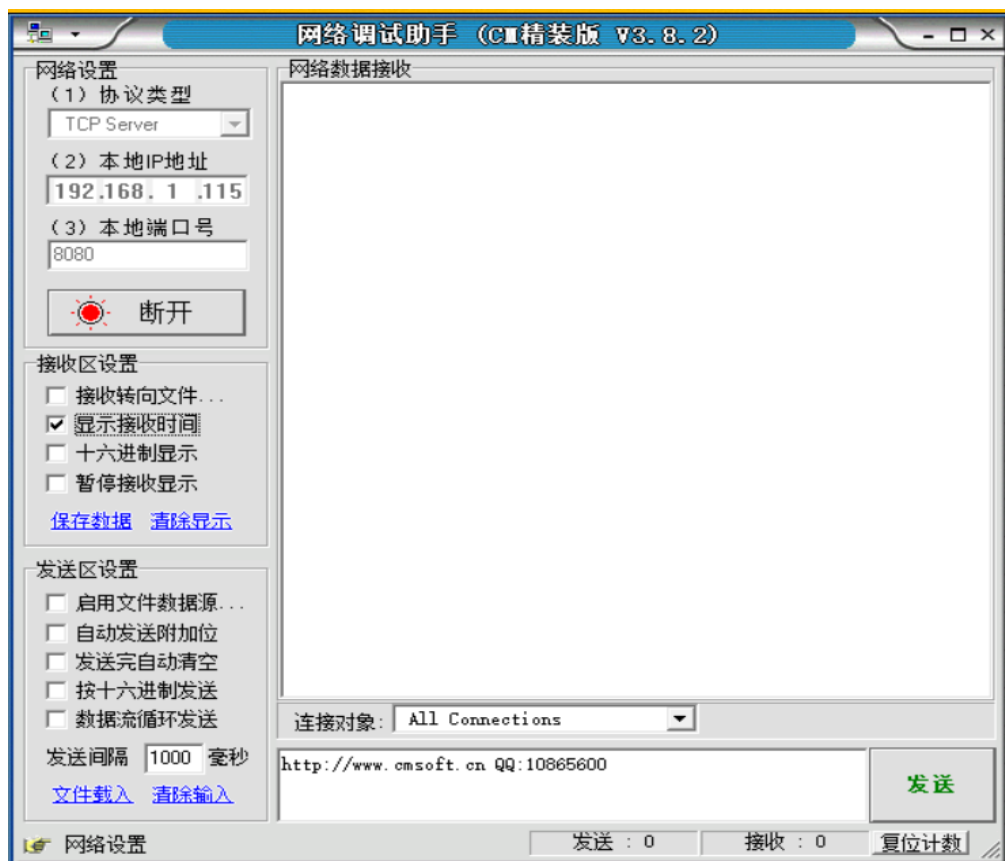 网络调试助手 (CM精装版 V3.8.2)
网络设置
(1) 协议类型
TCP Server
(2) 本地IP地址
192.168. 1 .115
(3) 本地端口号
8080
断开
接收区设置
接收转向文件...
显示接收时间
十六进制显示
暂停接收显示
保存数据 清除显示
发送区设置
启用文件数据源...
自动发送附加位
发送完自动清空
按十六进制发送
数据流循环发送
发送间隔 1000 毫秒
文件载入 清除输入
网络数据接收
连接对象: All Connections
http://www.cmsoft.cn QQ:10865600
发送
网络设置
发送 : 0
接收 : 0
复位计数